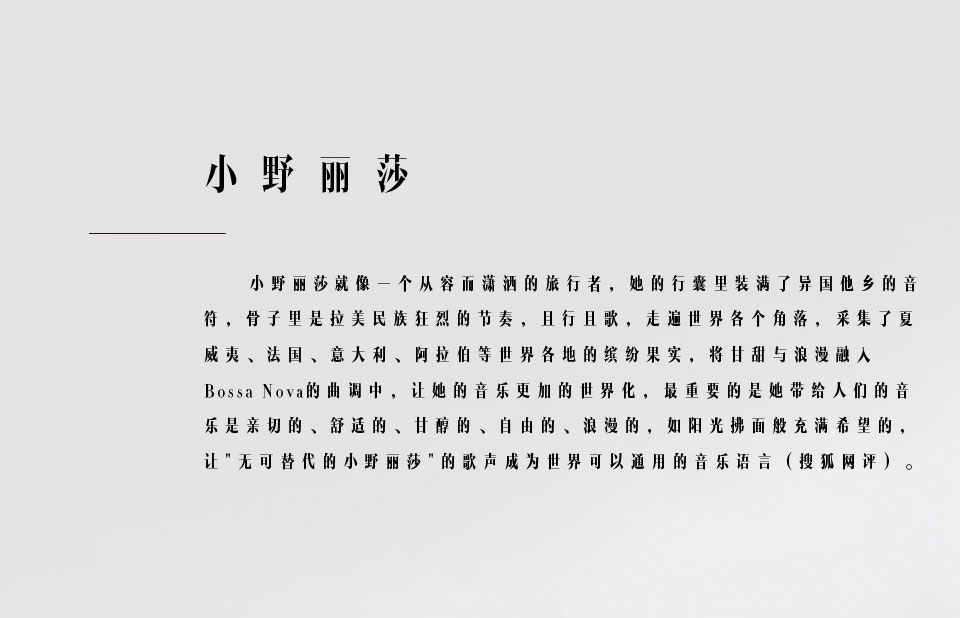 小野丽莎
小野丽莎就像一个从容而潇洒的旅行者，她的行囊里装满了异国他乡的音
符，骨子里是拉美民族狂烈的节奏，且行且歌，走遍世界各个角落，采集了夏
威夷、法国、意大利、阿拉伯等世界各地的缤纷果实，将甘甜与浪漫融入
Bossa Nova的曲调中，让她的音乐更加的世界化，最重要的是她带给人们的音
乐是亲切的、舒适的、甘醇的、自由的、浪漫的，如阳光拂面般充满希望的，
让"无可替代的小野丽莎"的歌声成为世界可以通用的音乐语言（搜狐网评）。